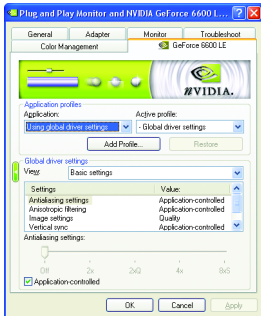 Plug and Play Monitor and NVIDIA GeForce 6600 L...
General Adapter Monitor Troubleshoot
Color Management GeForce 6600 LE
NVIDIA.
Application profiles
Application: Active profile:
Using global driver settings - Global driver settings
Add Profile... Restore
Global driver settings
View: Basic settings
Settings Value:
Antialiasing settings Application-controlled
Anisotropic filtering Application-controlled
Image settings Quality
Vertical sync Application-controlled
Antialiasing settings:
Off 2x 2xQ 4x 8xS
Application-controlled
OK Cancel Apply